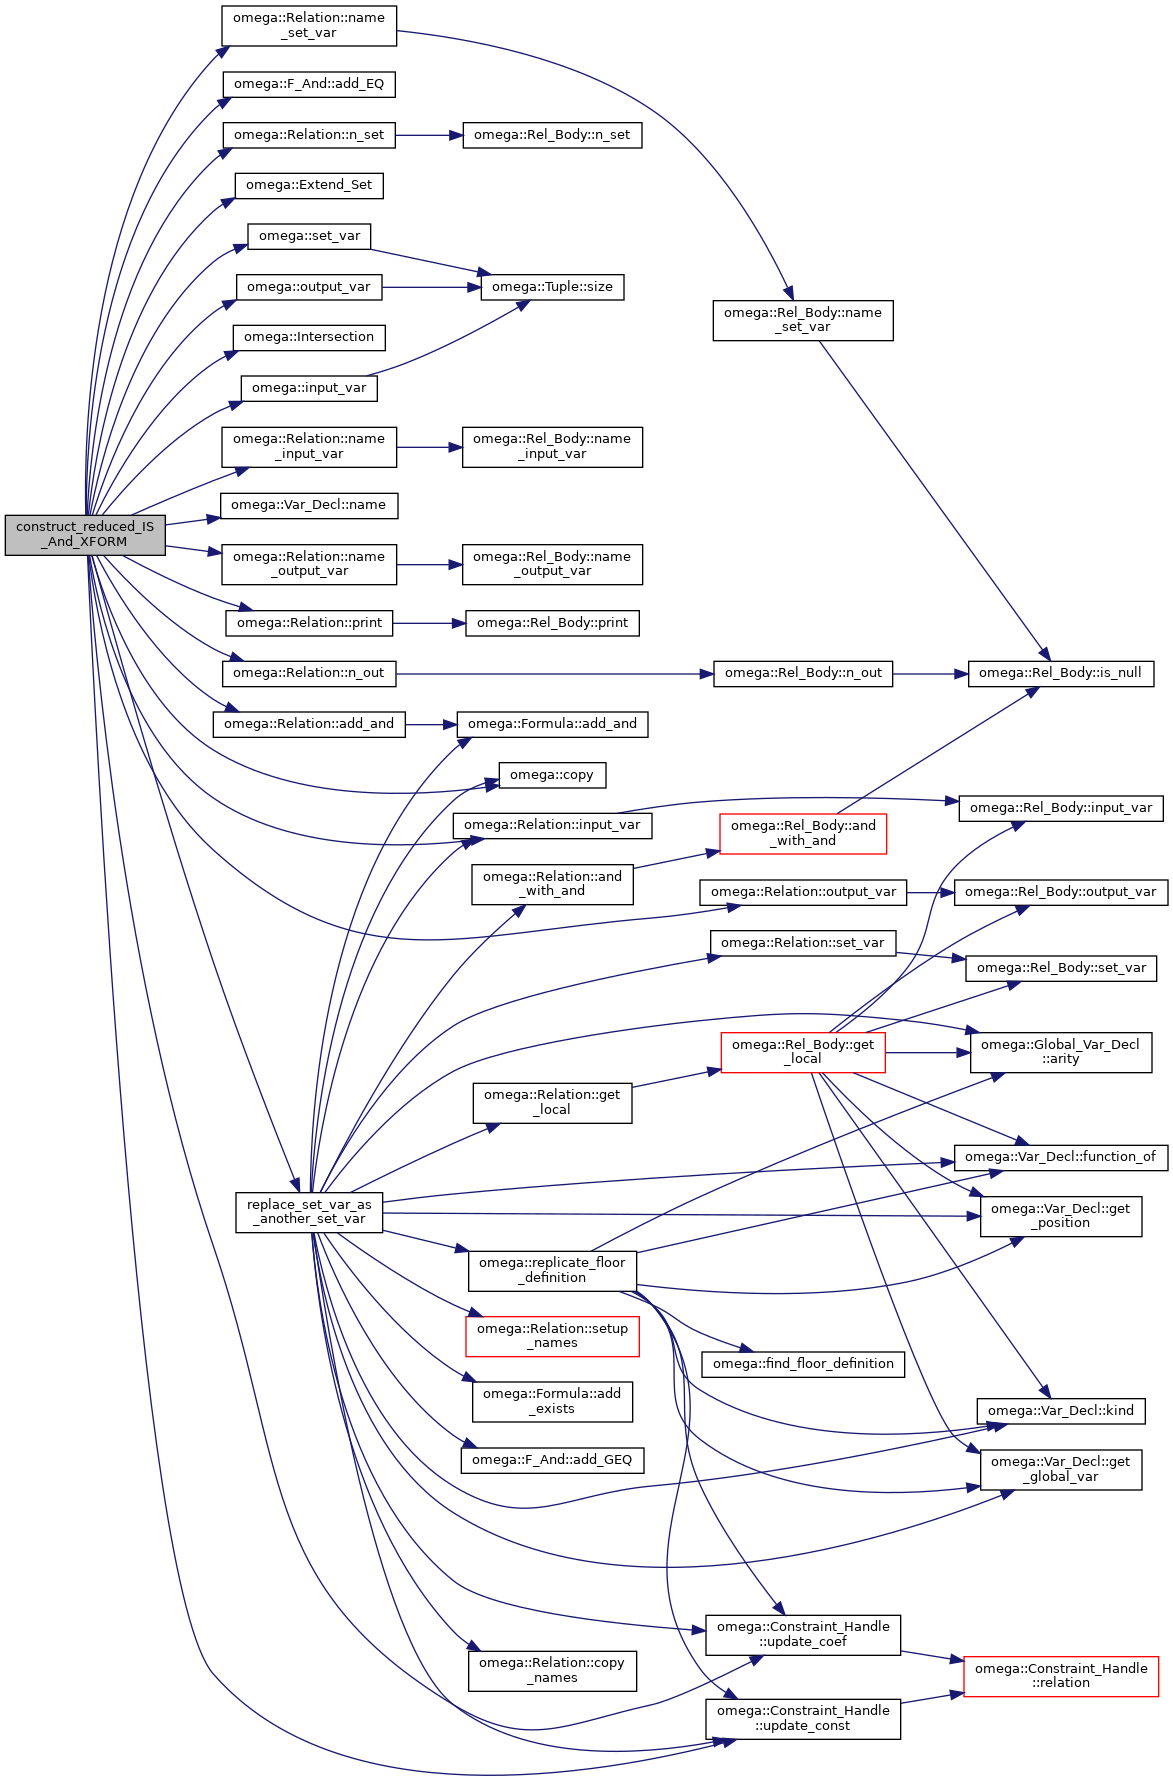 omega::Relation::name
_set_var
omega::F_And::add_EQ
omega::Relation::n_set
omega::Rel_Body::n_set
omega::Extend_Set
omega::set_var
omega::output_var
omega::Tuple::size
omega::Rel_Body::name
_set_var
omega::Intersection
omega::input_var
omega::Relation::name
_input_var
omega::Rel_Body::name
_input_var
omega::Var_Decl::name
construct_reduced_IS
_And_XFORM
omega::Relation::name
_output_var
omega::Rel_Body::name
_output_var
omega::Relation::print
omega::Rel_Body::print
omega::Relation::n_out
omega::Rel_Body::n_out
omega::Rel_Body::is_null
omega::Relation::add_and
omega::Formula::add_and
omega::copy
omega::Rel_Body::input_var
omega::Relation::input_var
omega::Rel_Body::and
_with_and
omega::Relation::and
_with_and
omega::Relation::output_var
omega::Rel_Body::output_var
omega::Relation::set_var
omega::Rel_Body::set_var
omega::Rel_Body::get
_local
omega::Global_Var_Decl
::arity
omega::Relation::get
_local
omega::Var_Decl::function_of
replace_set_var_as
_another_set_var
omega::Var_Decl::get
_position
omega::replicate_floor
_definition
omega::Relation::setup
_names
omega::find_floor_definition
omega::Formula::add
_exists
omega::Var_Decl::kind
omega::F_And::add_GEQ
omega::Var_Decl::get
_global_var
omega::Constraint_Handle
::update_coef
omega::Relation::copy
_names
omega::Constraint_Handle
::relation
omega::Constraint_Handle
::update_const